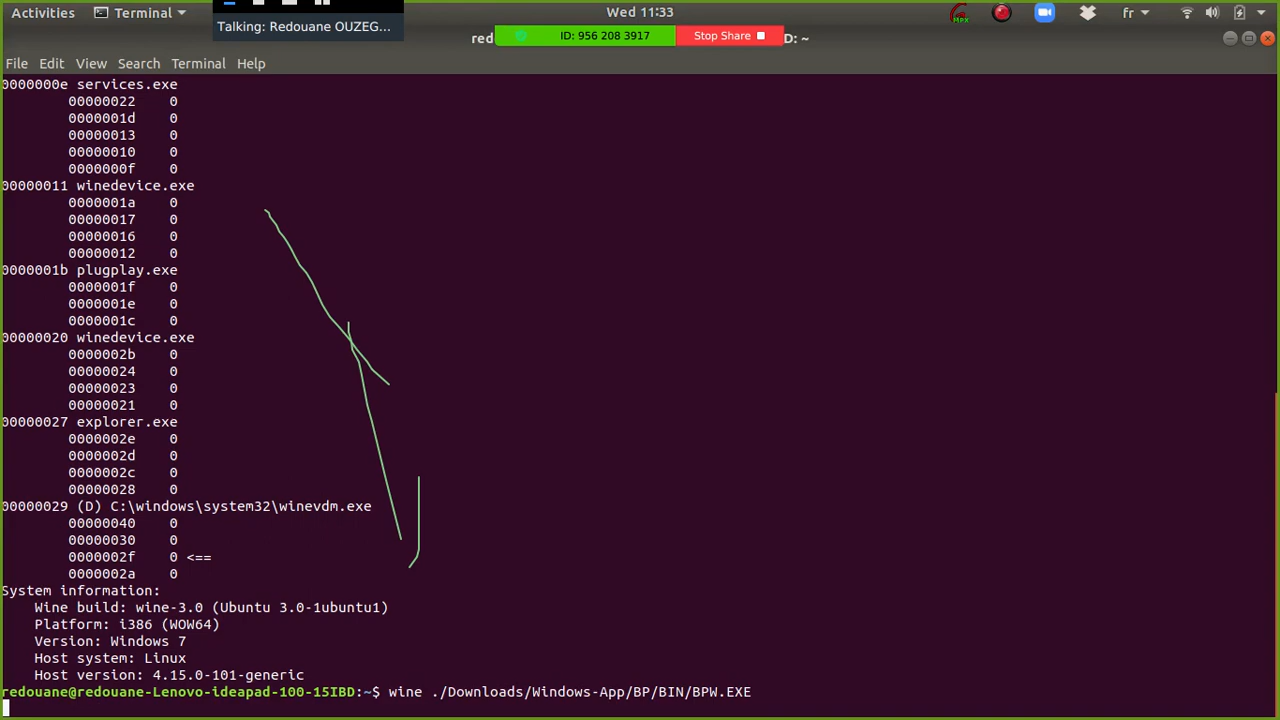 Activities Terminal Wed 11:33 fr
Talking: Redouane OUZEG...
red ID: 956 208 3917 Stop Share D: ~
File Edit View Search Terminal Help
0000000e services.exe
00000022 0
0000001d 0
00000013 0
00000010 0
0000000f 0
00000011 winedevice.exe
0000001a 0
00000017 0
00000016 0
00000012 0
0000001b plugplay.exe
0000001f 0
0000001e 0
0000001c 0
00000020 winedevice.exe
0000002b 0
00000024 0
00000023 0
00000021 0
00000027 explorer.exe
0000002e 0
0000002d 0
0000002c 0
00000028 0
00000029 (D) C:\windows\system32\winevdm.exe
00000040 0
00000030 0
0000002f 0 <==
0000002a 0
System information:
Wine build: wine-3.0 (Ubuntu 3.0-1ubuntu1)
Platform: i386 (WOW64)
Version: Windows 7
Host system: Linux
Host version: 4.15.0-101-generic
redouane@redouane-Lenovo-ideapad-100-15IBD:~$ wine ./Downloads/Windows-App/BP/BIN/BPW.EXE